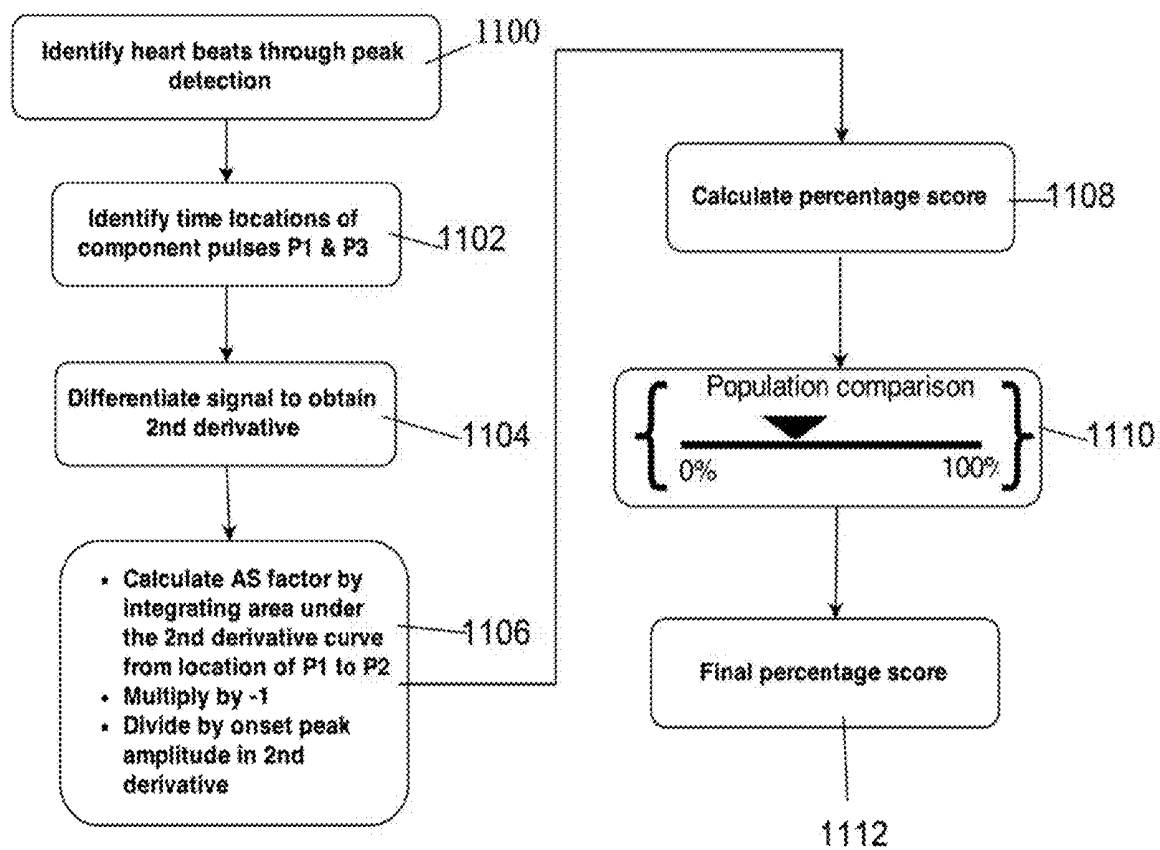 Identify heart beats through peak
detection
1100
Identify time locations of
component pulses P1 & P3
1102
Differentiate signal to obtain
2nd derivative
1104
• Calculate AS factor by
integrating area under
the 2nd derivative curve
from location of P1 to P2
• Multiply by -1
• Divide by onset peak
amplitude in 2nd
derivative
1106
Calculate percentage score
1108
Population comparison
0% 100%
1110
Final percentage score
1112